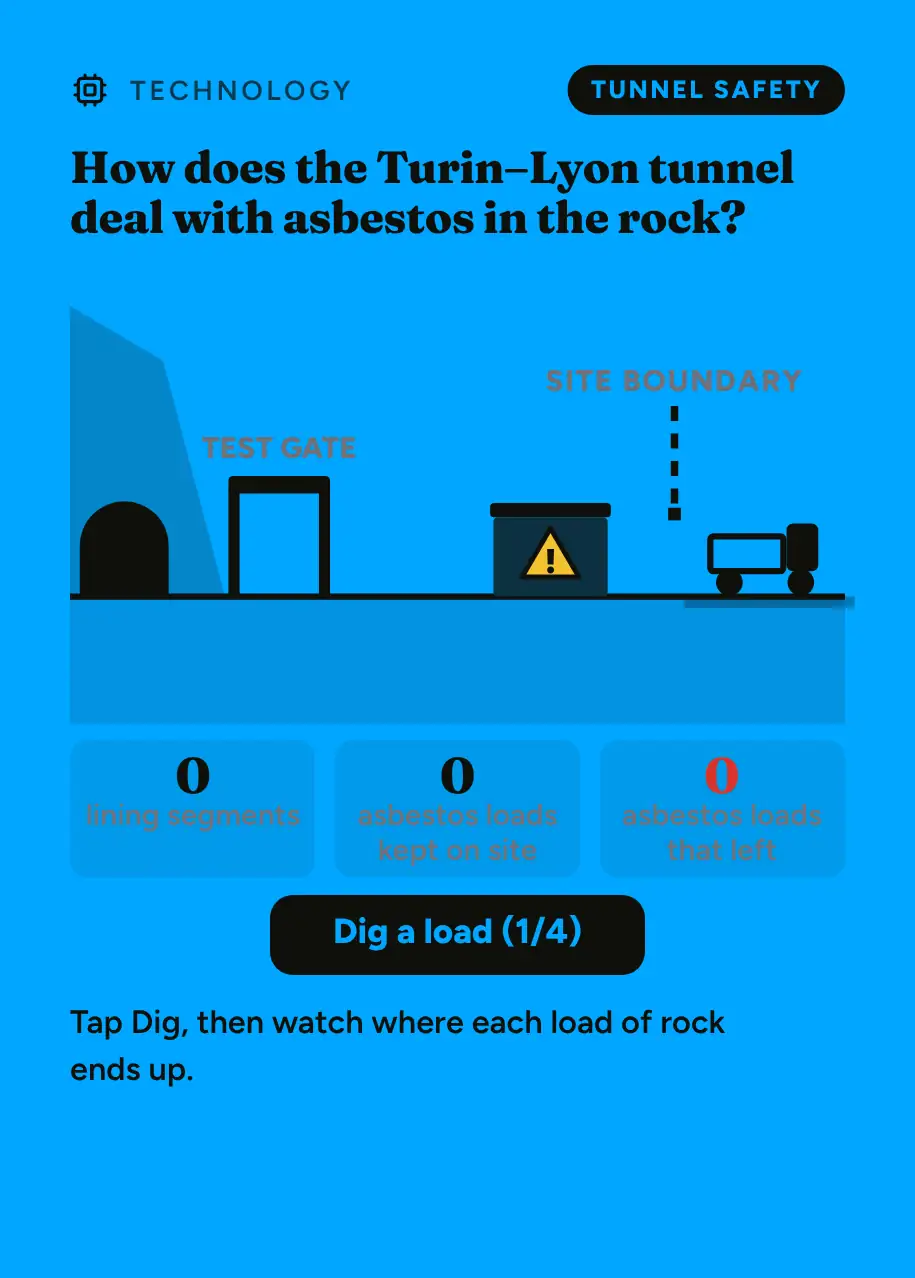 TECHNOLOGY
TUNNEL SAFETY
How does the Turin–Lyon tunnel
deal with asbestos in the rock?
SITE BOUNDARY
TEST GATE
!
0
lining segments
0
asbestos loads
kept on site
0
asbestos loads
that left
Dig a load (1/4)
Tap Dig, then watch where each load of rock
ends up.